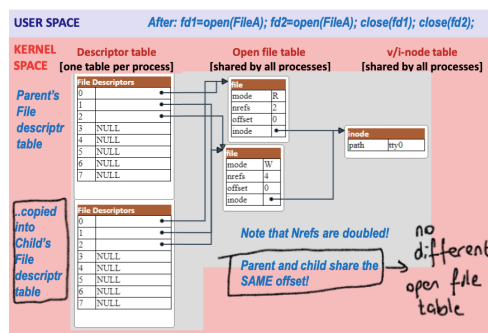 USER SPACE
After: fd1=open(FileA); fd2=open(FileA); close(fd1); close(fd2);
KERNEL SPACE
Descriptor table
[one table per process]
Open file table
[shared by all processes]
v/i-node table
[shared by all processes]
Parent's
File
descriptr
table
File Descriptors
0
1
2
3 NULL
4 NULL
5 NULL
6 NULL
7 NULL
file
mode R
nrefs 2
offset 0
inode
file
mode W
nrefs 4
offset 0
inode
inode
path tty0
..copied
into
Child's
File
descriptr
table
File Descriptors
0
1
2
3 NULL
4 NULL
5 NULL
6 NULL
7 NULL
Note that Nrefs are doubled!
Parent and child share the
SAME offset!
no
different
open file
table